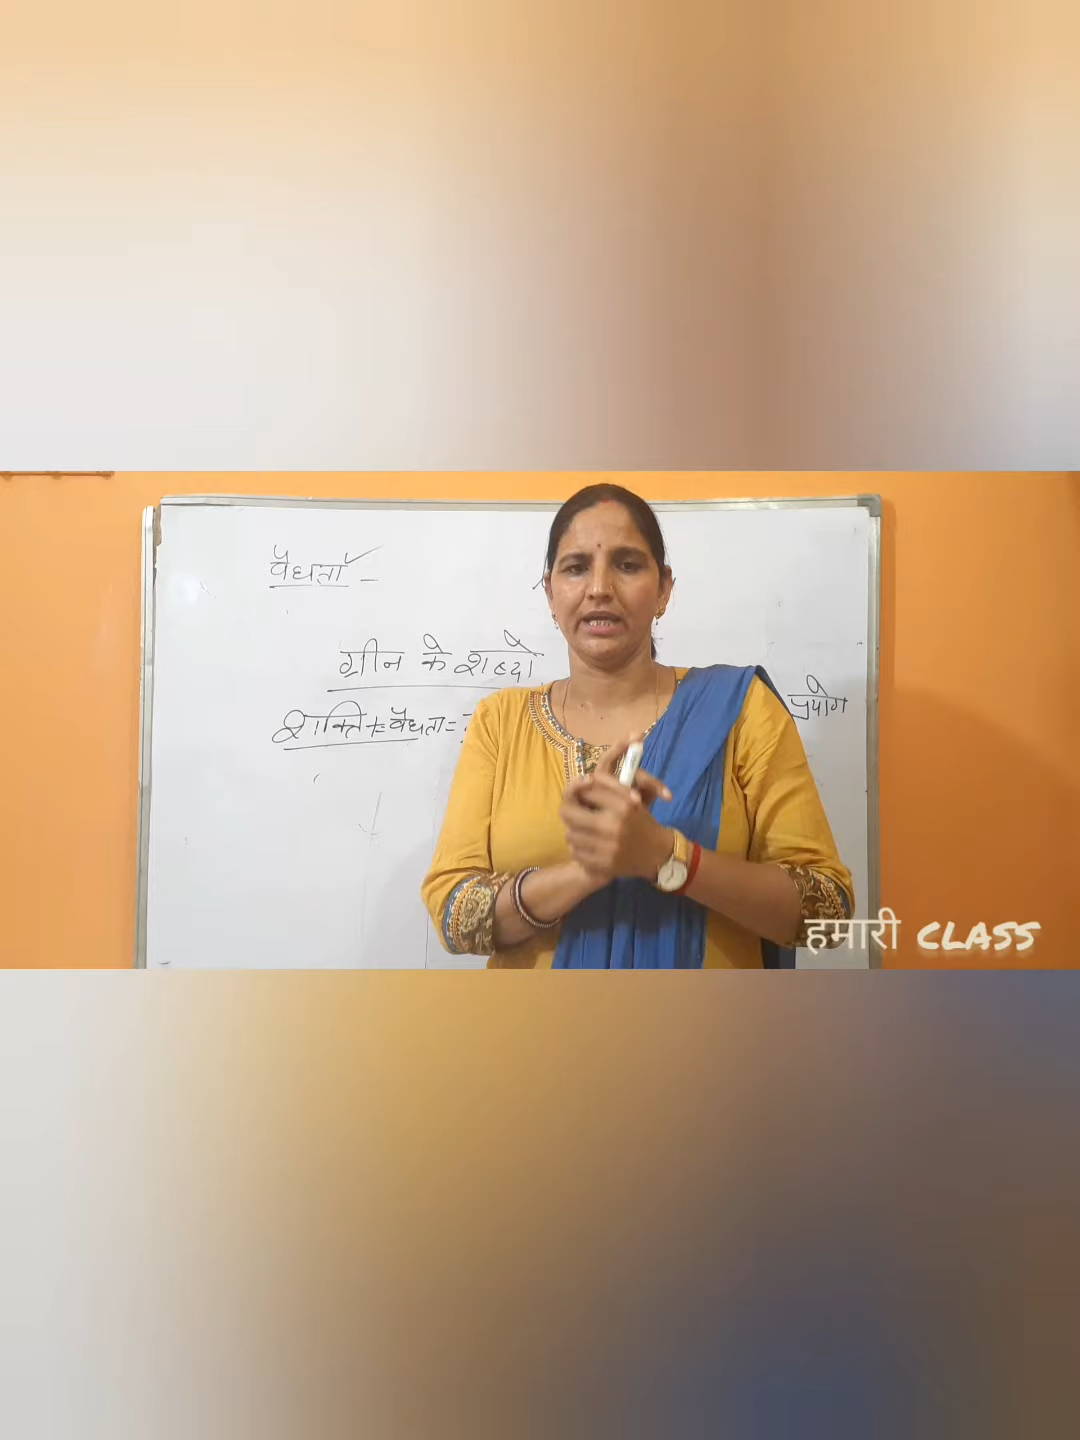 वैधता -
ग्रीन के शब्दों
शक्ति + वैधता =
प्रयोग
हमारी CLASS